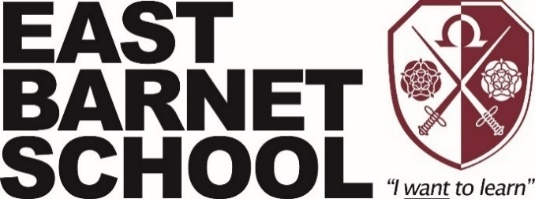 EAST
BARNET
SCHOOL
“I want to learn”